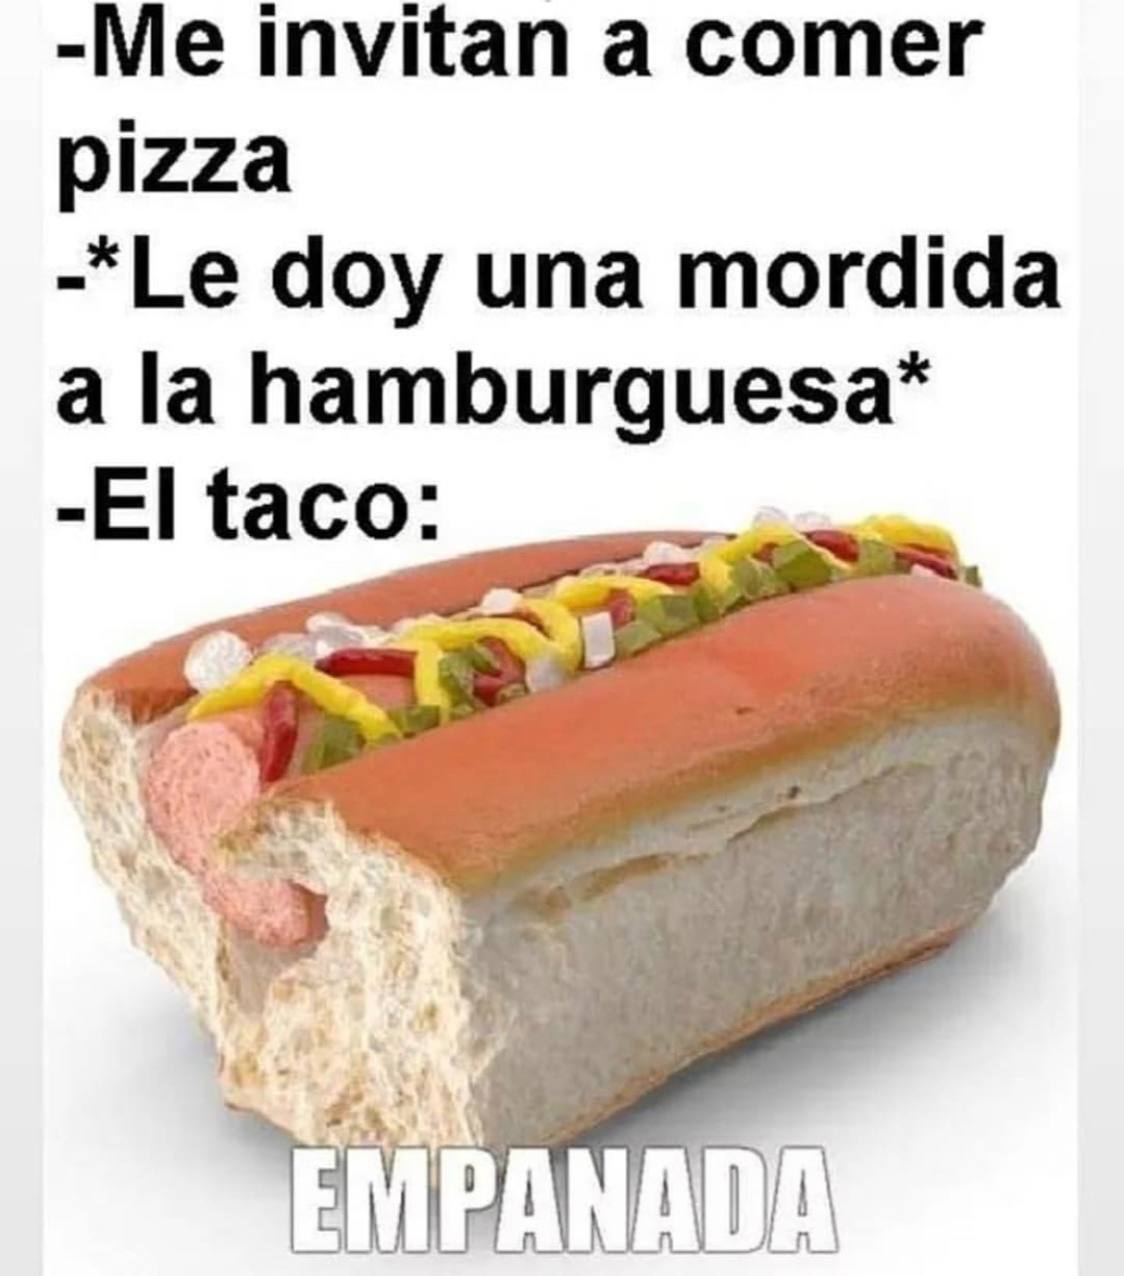 -Me invitan a comer
pizza
-*Le doy una mordida
a la hamburguesa*
-El taco:
EMPANADA